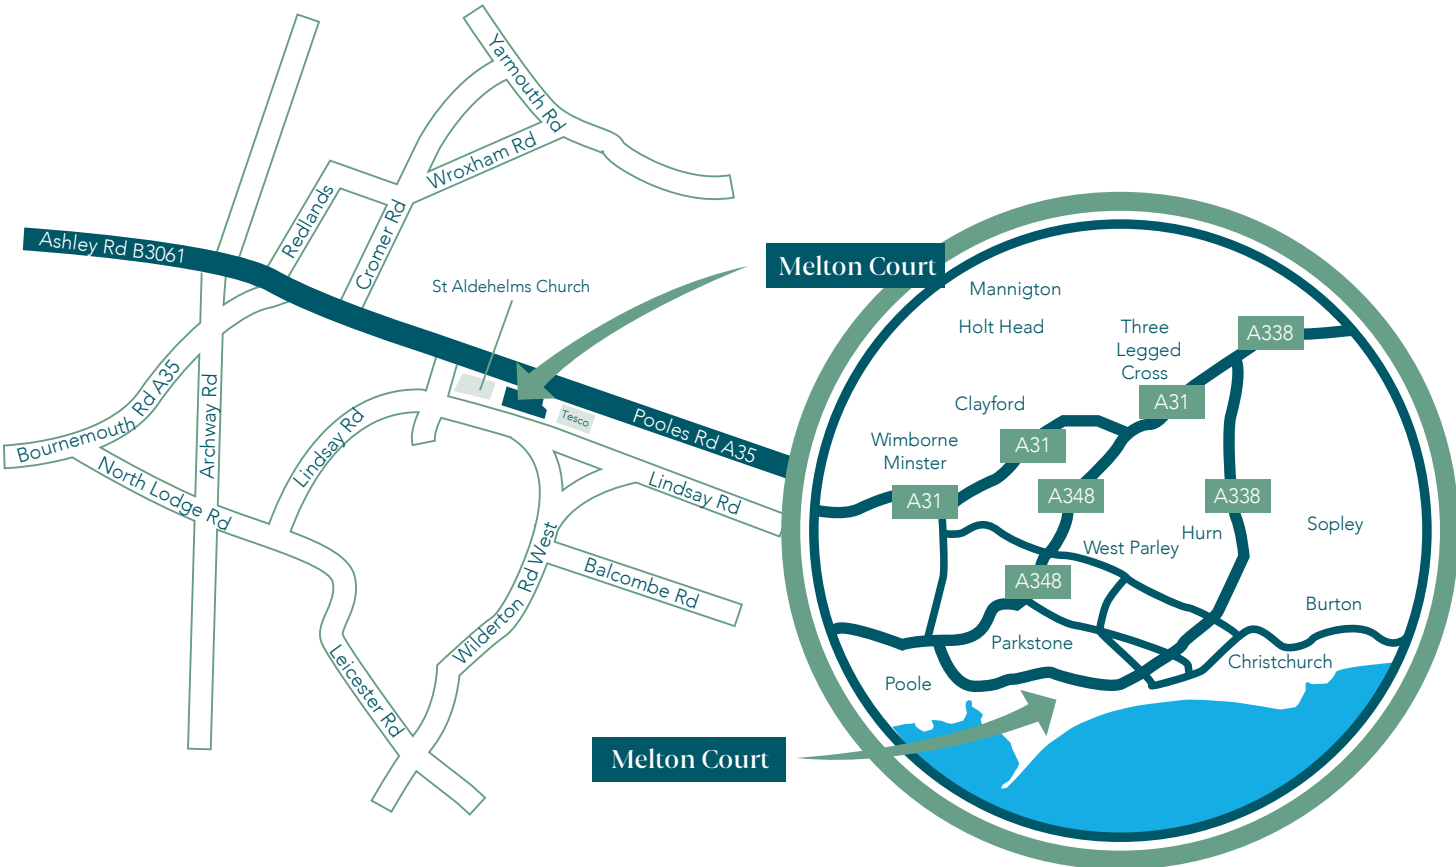 Yarmouth Rd
Wroxham Rd
Redlands
Cromer Rd
Ashley Rd B3061
St Aldehelms Church
Melton Court
Bournemouth Rd A35
Archway Rd
Lindsay Rd
North Lodge Rd
Tesco
Pooles Rd A35
Lindsay Rd
Wilderton Rd West
Balcombe Rd
Leicester Rd
Melton Court
Mannigton
Holt Head
Three
Legged
Cross
A338
A31
Clayford
A31
Wimborne
Minster
A31
A348
A338
Hurn
Sopley
West Parley
A348
Burton
Parkstone
Christchurch
Poole